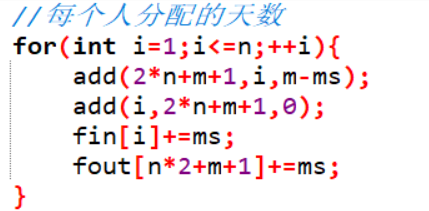 //每个人分配的天数
for(int i=1;i<=n;++i){
add(2*n+m+1,i,m-ms);
add(i,2*n+m+1,0);
fin[i]+=ms;
fout[n*2+m+1]+=ms;
}